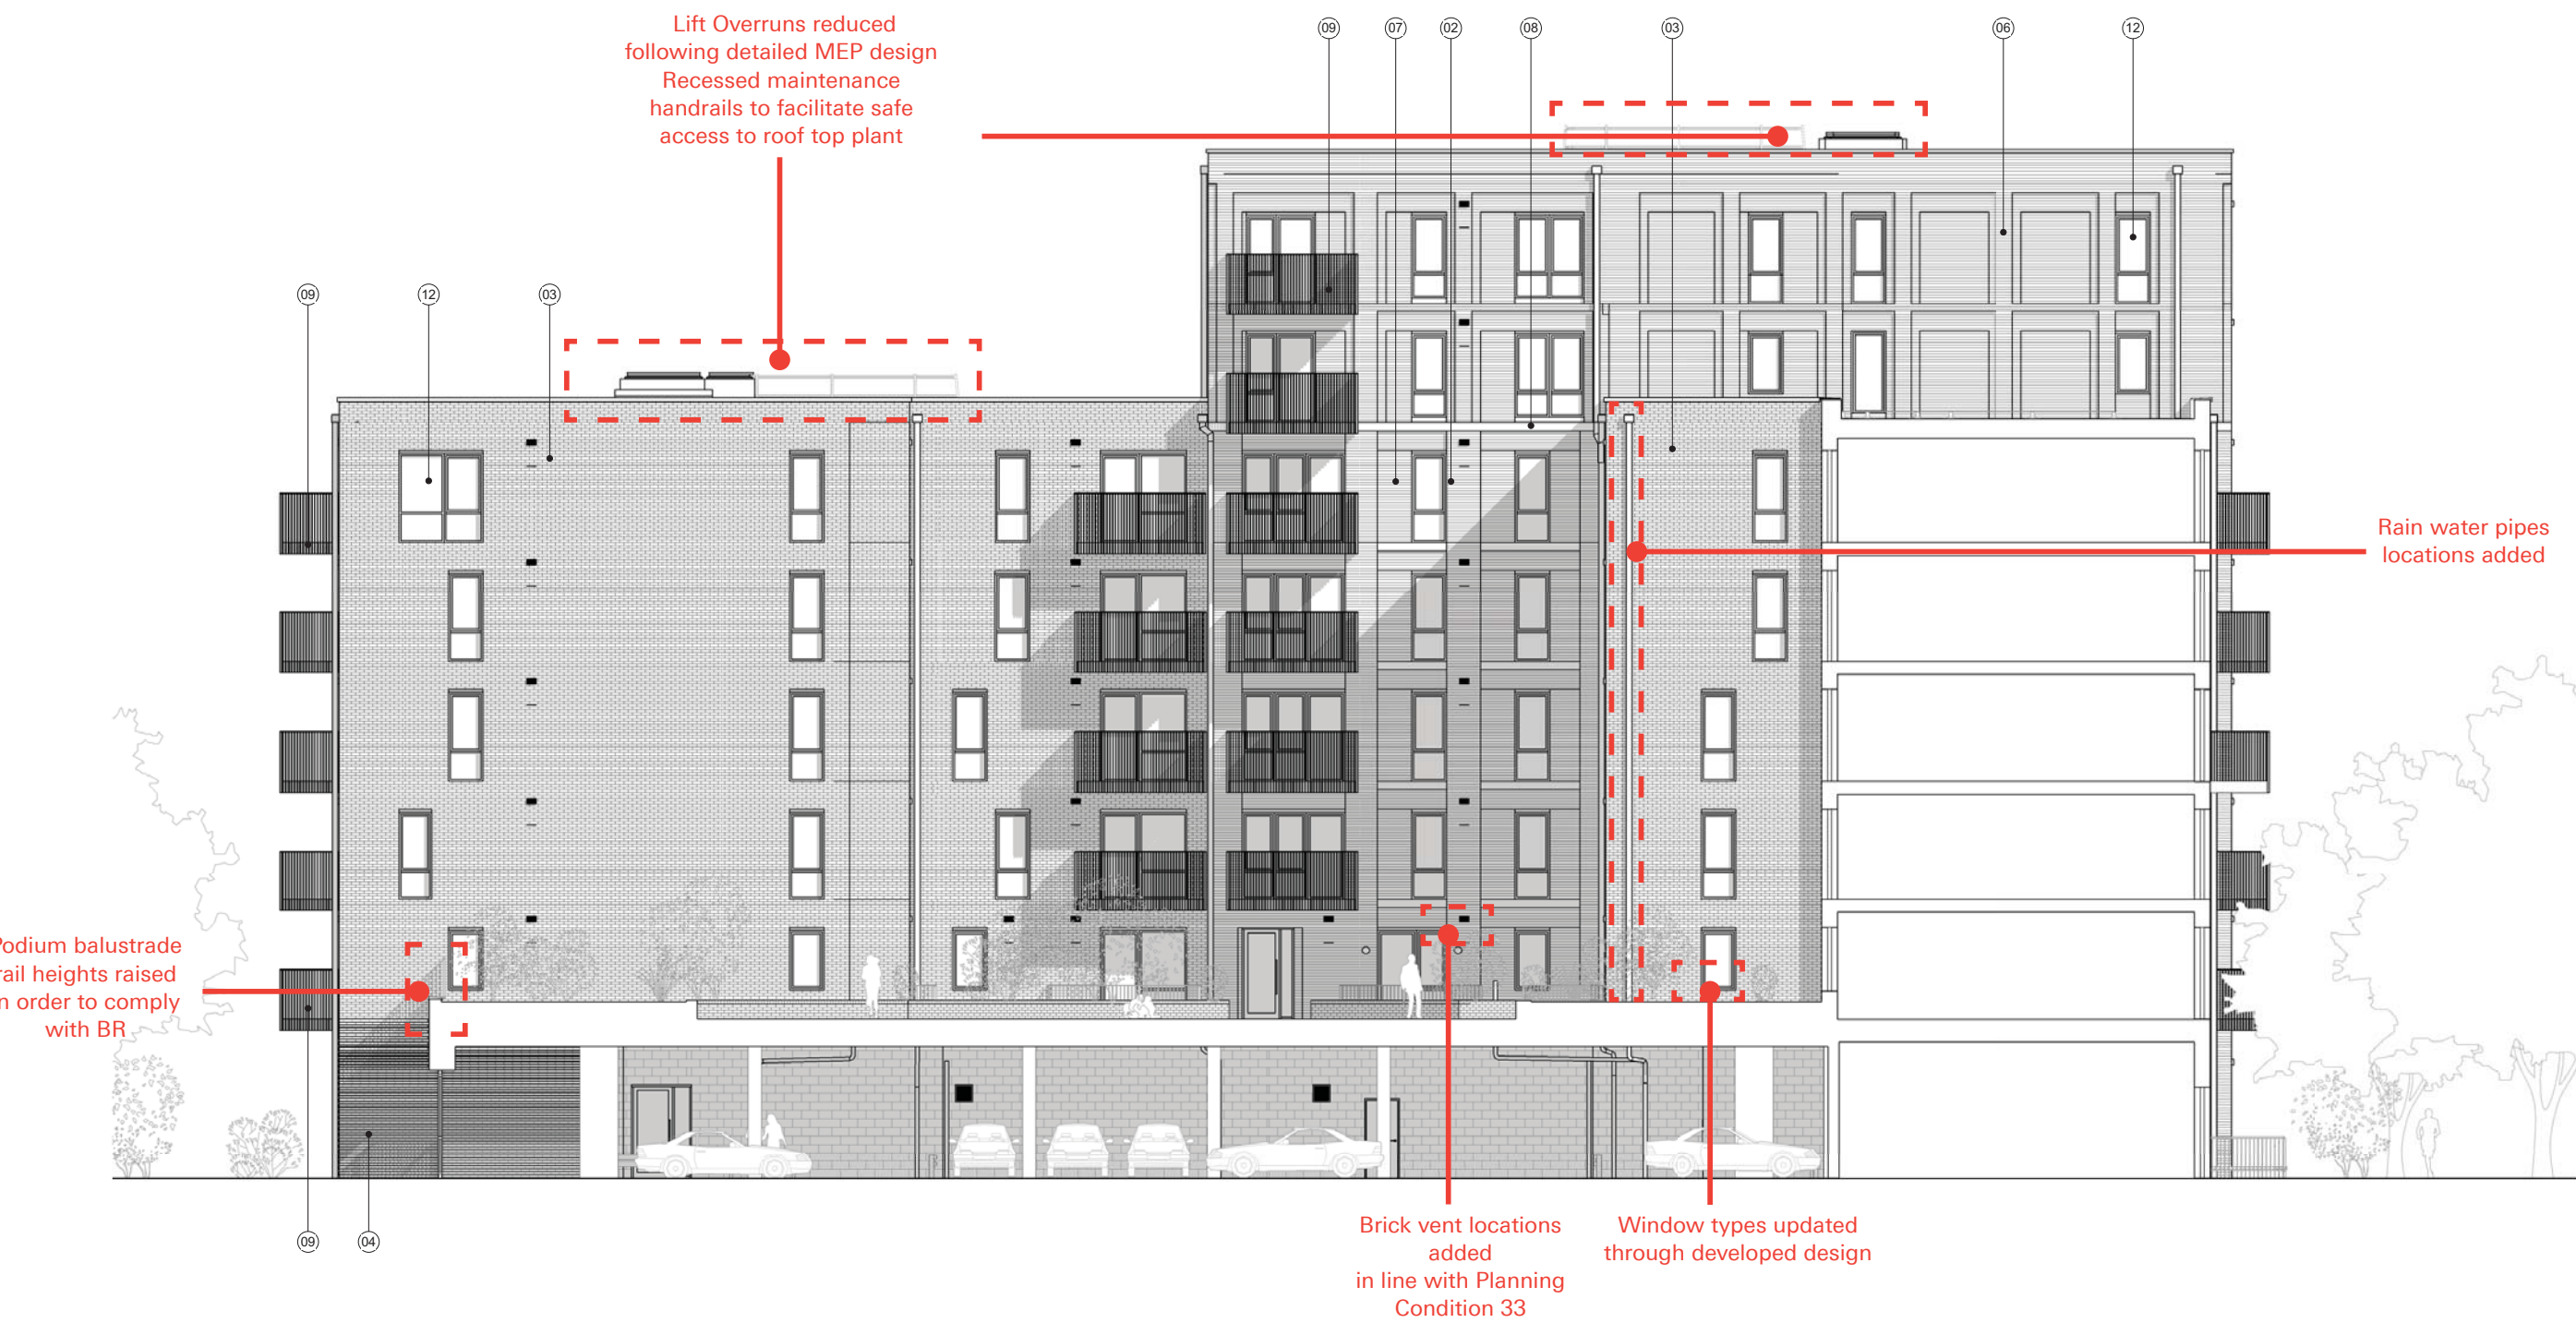 Lift Overruns reduced
following detailed MEP design
Recessed maintenance
handrails to facilitate safe
access to roof top plant
09
07
02
08
03
06
12
09
12
03
Rain water pipes
locations added
Podium balustrade
rail heights raised
in order to comply
with BR
09
04
Brick vent locations
added
in line with Planning
Condition 33
Window types updated
through developed design